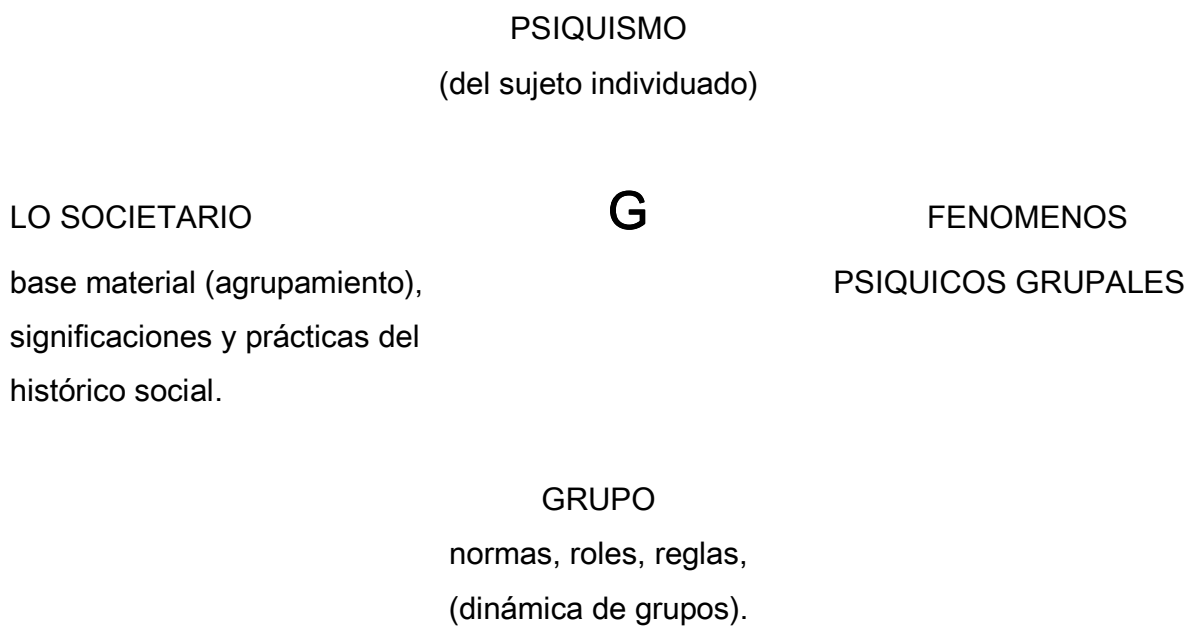 PSIQUISMO
(del sujeto individuado)
LO SOCIETARIO
base material (agrupamiento),
significaciones y prácticas del
histórico social.
G
FENOMENOS
PSIQUICOS GRUPALES
GRUPO
normas, roles, reglas,
(dinámica de grupos).